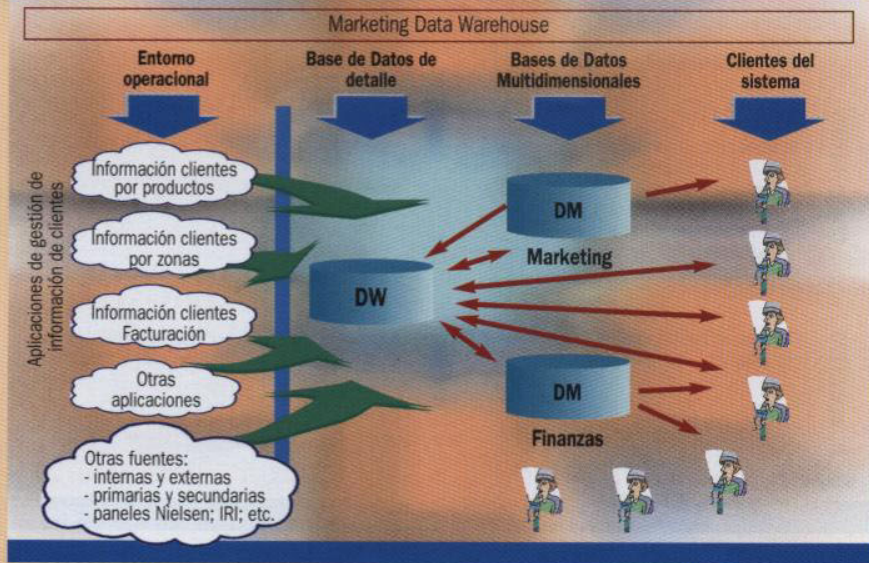 Marketing Data Warehouse
Entorno
operacional
Base de Datos de
detalle
Bases de Datos
Multidimensionales
Clientes del
sistema
Aplicaciones de gestión de
información de clientes
Información clientes
por productos
Información clientes
por zonas
Información clientes
Facturación
Otras
aplicaciones
Otras fuentes:
- internas y externas
- primarias y secundarias
- paneles Nielsen; IRI; etc.
DW
DM
Marketing
DM
Finanzas